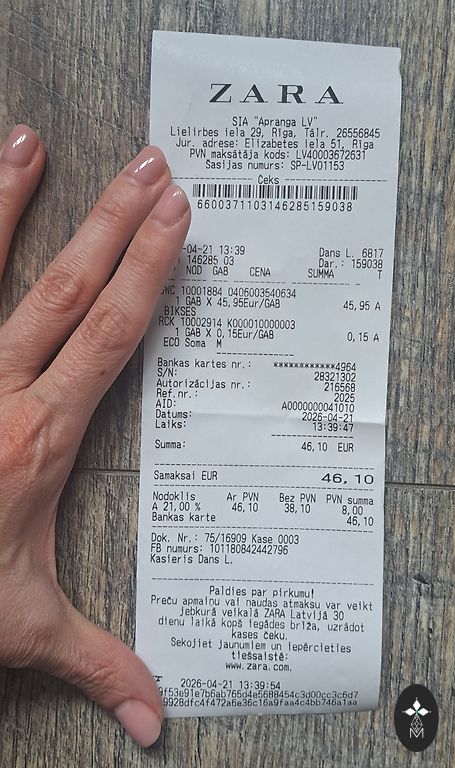 ZARA
SIA "Apranga LV"
Lielirbes iela 29, Rīga, Tālr. 26556845
Jur. adrese: Elizabetes iela 51, Rīga
PVN maksātāja kods: LV40003672631
Sasijas numurs: SP-LV01153
Čeks
6600371103146285159038
-04-21 13:39 Dans L. 6817
146285 03 Dar.: 159038
NOD GAB CENA SUMMA T
10001884 0406003540634
1 GAB X 45,95Eur/GAB 45,95 A
BIKSES
RCK 10002914 K000010000003
1 GAB X 0,15Eur/GAB 0,15 A
ECO Soma M
Bankas kartes nr.: ************4984
S/N: 28321302
Autorizācijas nr.: 216568
Ref.nr.: 2025
AID: A0000000041010
Datums: 2026-04-21
Laiks: 13:39:47
Summa: 46,10 EUR
Samaksai EUR 46,10
Nodoklis Ar PVN Bez PVN PVN summa
A 21,00 % 46,10 38,10 8,00
Bankas karte 46,10
Dok. Nr.: 75/16909 Kase 0003
FB numurs: 101180842442796
Kasieris Dans L.
Paldies par pirkumu!
Preču apmaiņu vai naudas atmaksu var veikt
jebkurā veikalā ZARA Latvijā 30
dienu laikā kopš iegādes brīža, uzrādot
kases čeku.
Sekojiet jaunumiem un iepērcieties
tiešsaistē:
www.zara.com.
2026-04-21 13:39:54
9f53e91e7b6ab765d4e5688454c3d00cc3c6d7
9928dfc4f472a6e36c16a9faa4c4bb746a1aa
M